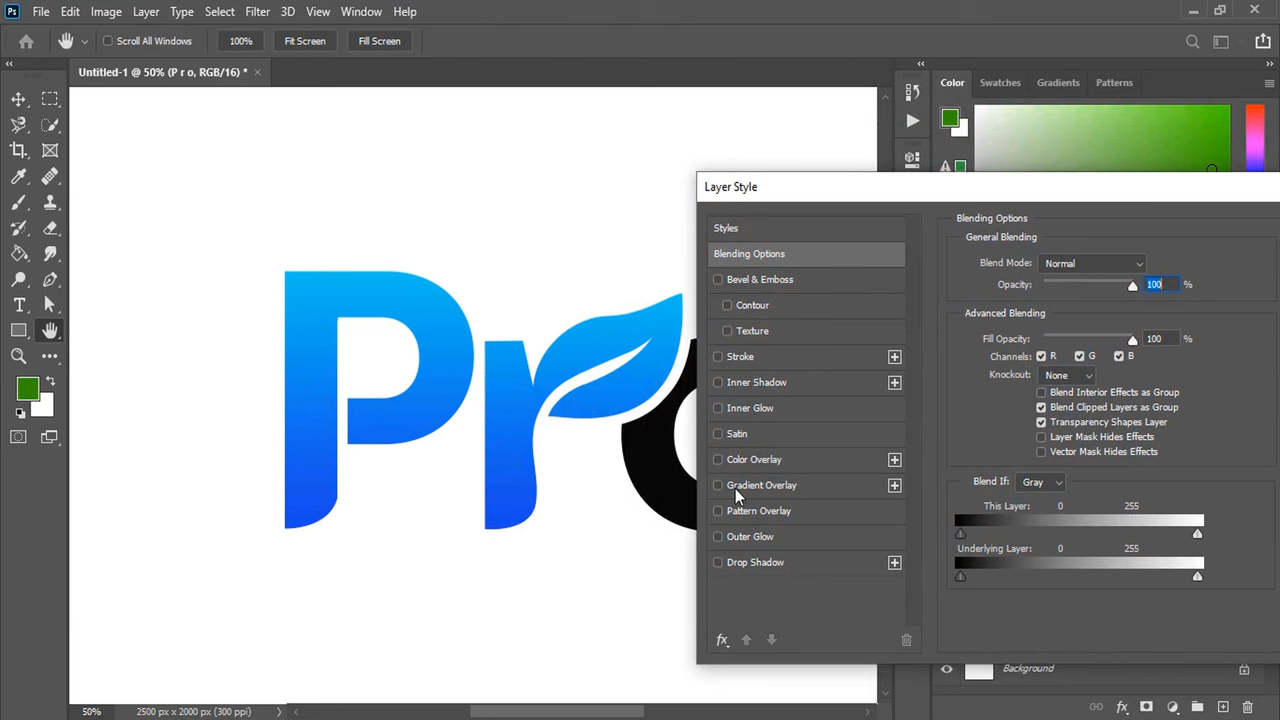 Ps File Edit Image Layer Type Select Filter 3D View Window Help
Scroll All Windows 100% Fit Screen Fill Screen
Untitled-1 @ 50% (P r o, RGB/16) * ×
Color Swatches Gradients Patterns
Pro
Layer Style
Styles
Blending Options
Bevel & Emboss
Contour
Texture
Stroke
Inner Shadow
Inner Glow
Satin
Color Overlay
Gradient Overlay
Pattern Overlay
Outer Glow
Drop Shadow
fx
Blending Options
General Blending
Blend Mode: Normal
Opacity: 100 %
Advanced Blending
Fill Opacity: 100 %
Channels: R G B
Knockout: None
Blend Interior Effects as Group
Blend Clipped Layers as Group
Transparency Shapes Layer
Layer Mask Hides Effects
Vector Mask Hides Effects
Blend If: Gray
This Layer: 0 255
Underlying Layer: 0 255
Background
50% 2500 px x 2000 px (300 ppi)
fx